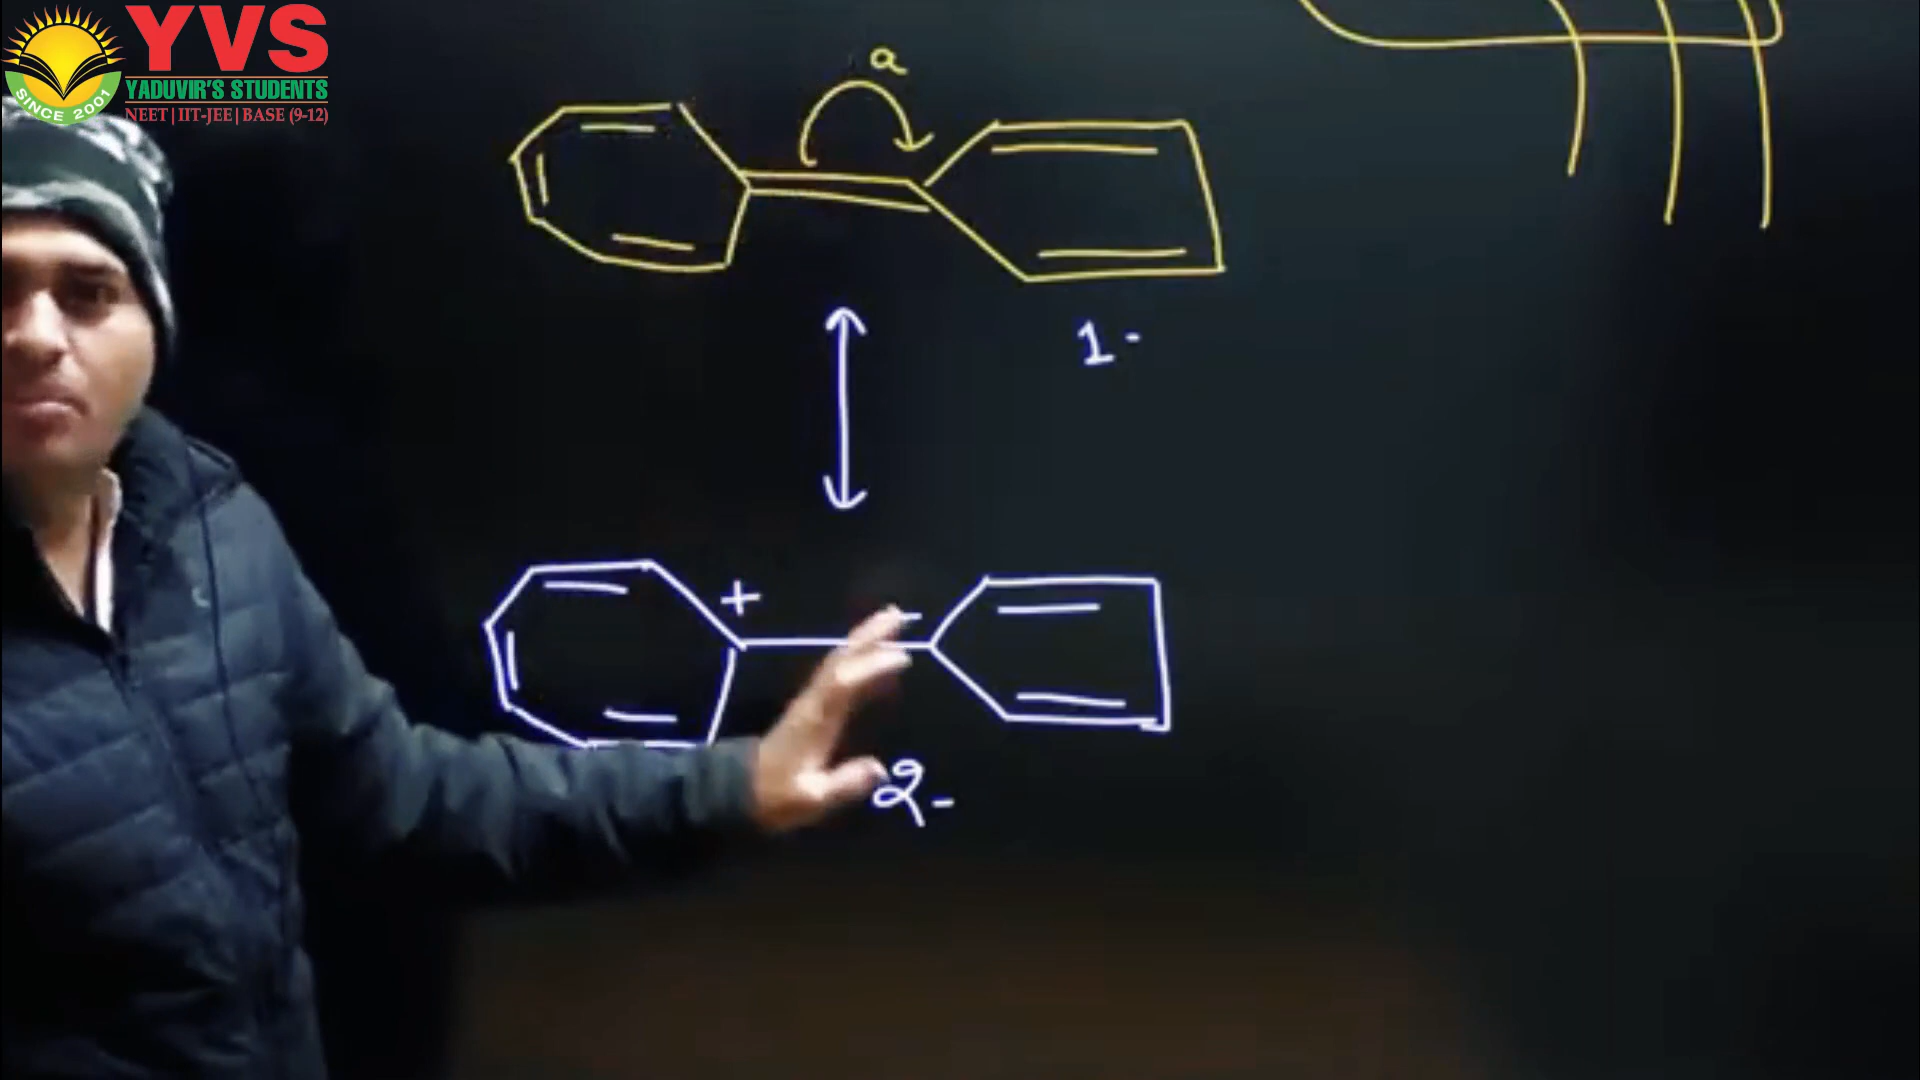 YVS
YADUVIR'S STUDENTS
NEET | IIT-JEE | BASE (9-12)
SINCE 2001
a
1-
+
-
2-